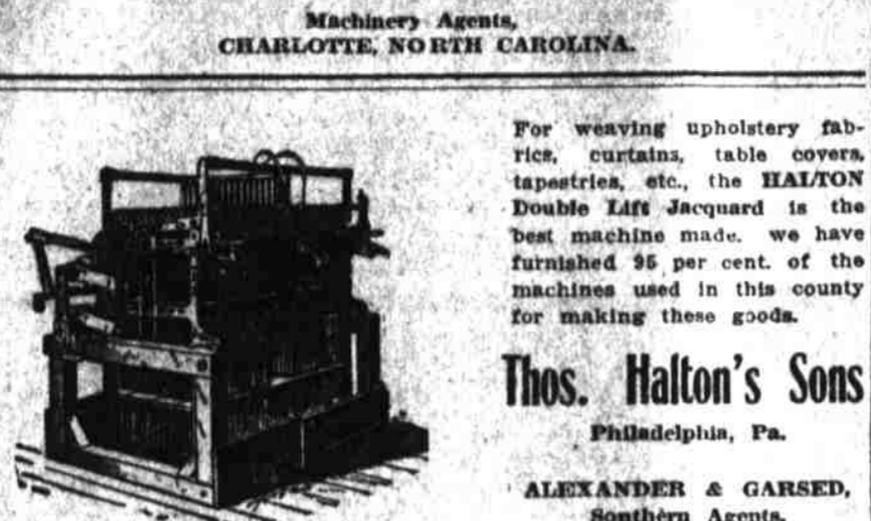 Machinery Agents,
CHARLOTTE, NORTH CAROLINA.
For weaving upholstery fab-
rics, curtains, table covers,
tapestries, etc., the HALTON
Double Lift Jacquard is the
best machine made. we have
furnished 95 per cent. of the
machines used in this county
for making these goods.
Thos. Halton's Sons
Philadelphia, Pa.
ALEXANDER & GARSED,
Southern Agents.